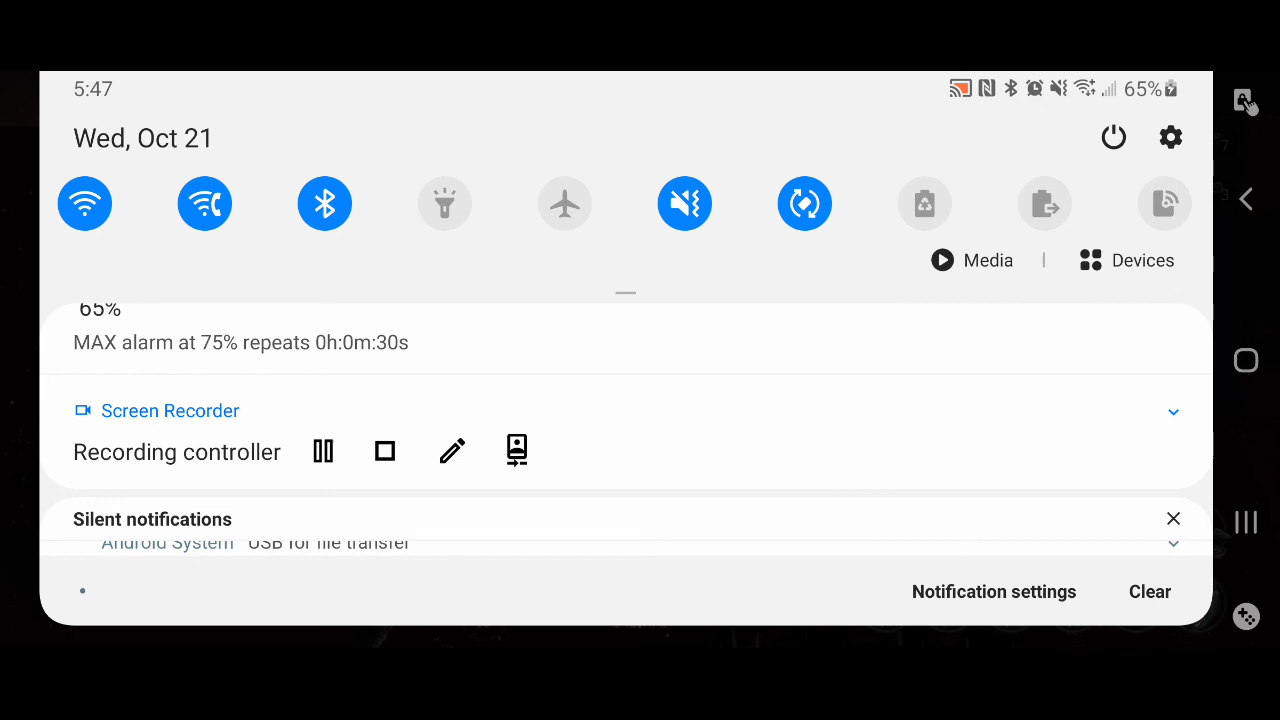 5:47
65%
Wed, Oct 21
Media | Devices
65%
MAX alarm at 75% repeats 0h:0m:30s
Screen Recorder
Recording controller
Silent notifications
Android System USB for file transfer
Notification settings Clear